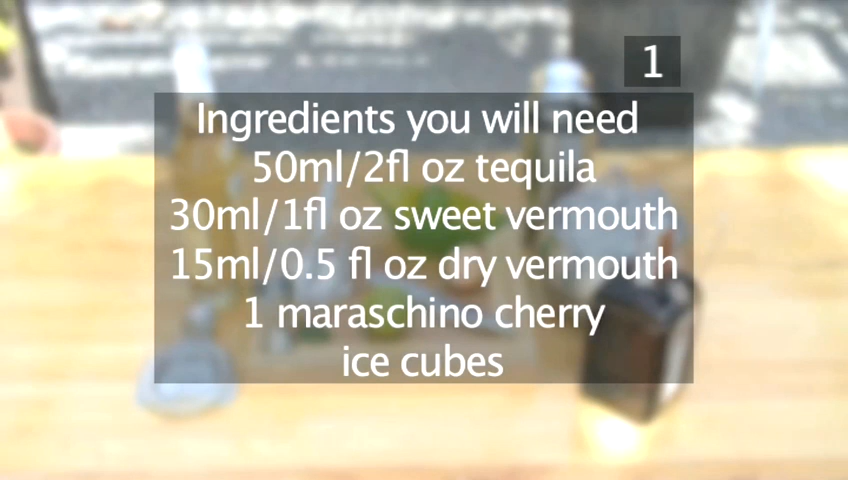 1
Ingredients you will need
50ml/2fl oz tequila
30ml/1fl oz sweet vermouth
15ml/0.5 fl oz dry vermouth
1 maraschino cherry
ice cubes